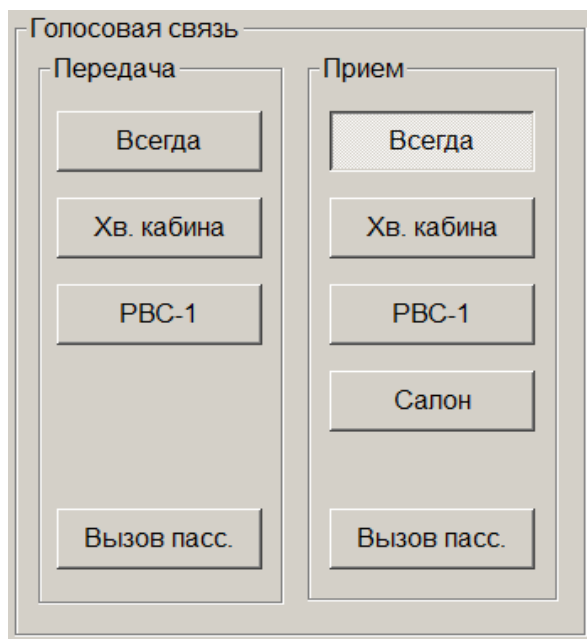 Голосовая связь
Передача
Всегда
Хв. кабина
РВС-1
Вызов пасс.
Прием
Всегда
Хв. кабина
РВС-1
Салон
Вызов пасс.